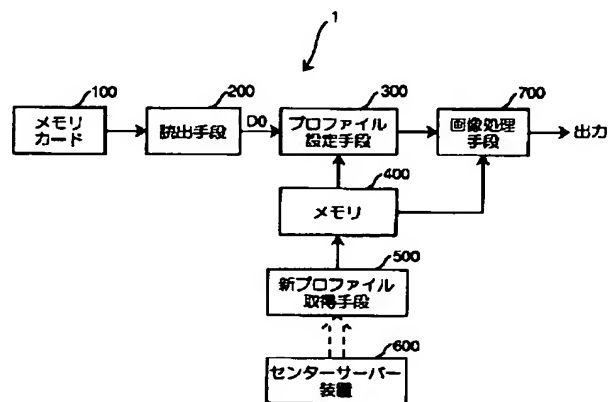 1
100
200
300
700
メモリ
カード
読出手段
D0
プロファイル
設定手段
画像処理
手段
出力
400
メモリ
500
新プロファイル
取得手段
600
センターサーバー
装置